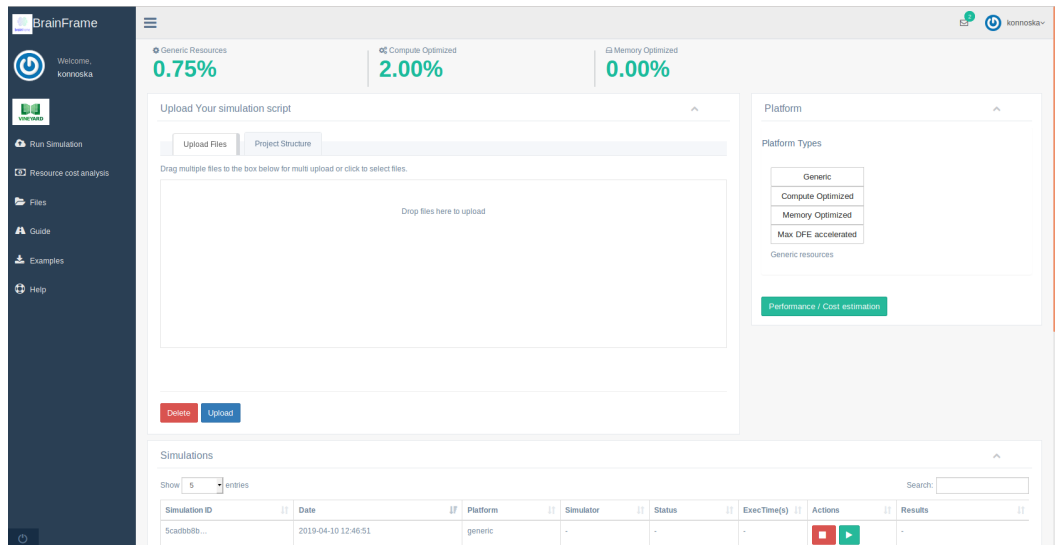 BrainFrame
3
konnoska
Welcome,
konnoska
VINEYARD
Run Simulation
Resource cost analysis
Files
Guide
Examples
Help
Generic Resources
0.75%
Compute Optimized
2.00%
Memory Optimized
0.00%
Upload Your simulation script
Upload Files
Project Structure
Drag multiple files to the box below for multi upload or click to select files.
Drop files here to upload
Delete
Upload
Platform
Platform Types
Generic
Compute Optimized
Memory Optimized
Max DFE accelerated
Generic resources
Performance / Cost estimation
Simulations
Show 5 entries
Search:
Simulation ID Date Platform Simulator Status ExecTime(s) Actions Results
5cadbb8b... 2019-04-10 12:46:51 generic - - - -